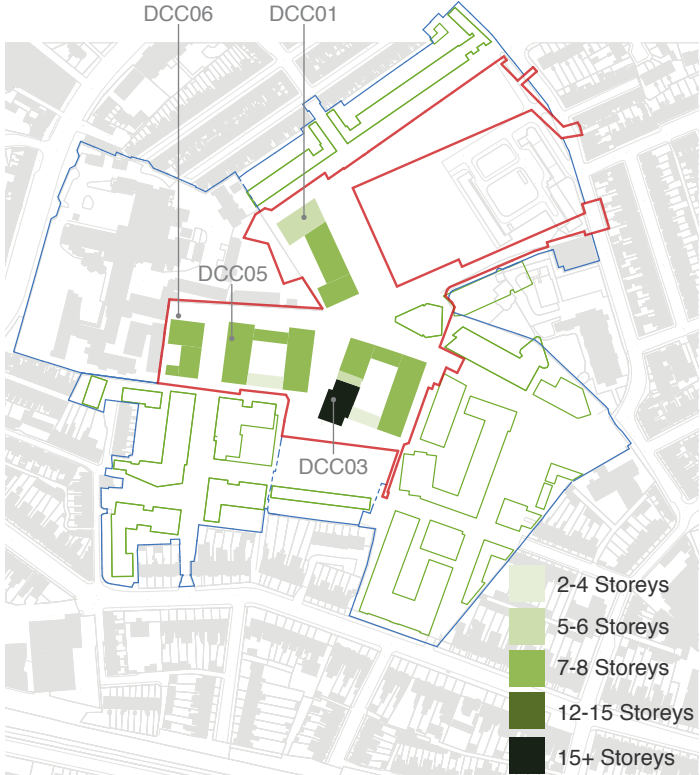 DCC06
DCC01
DCC05
DCC03
2-4 Storeys
5-6 Storeys
7-8 Storeys
12-15 Storeys
15+ Storeys